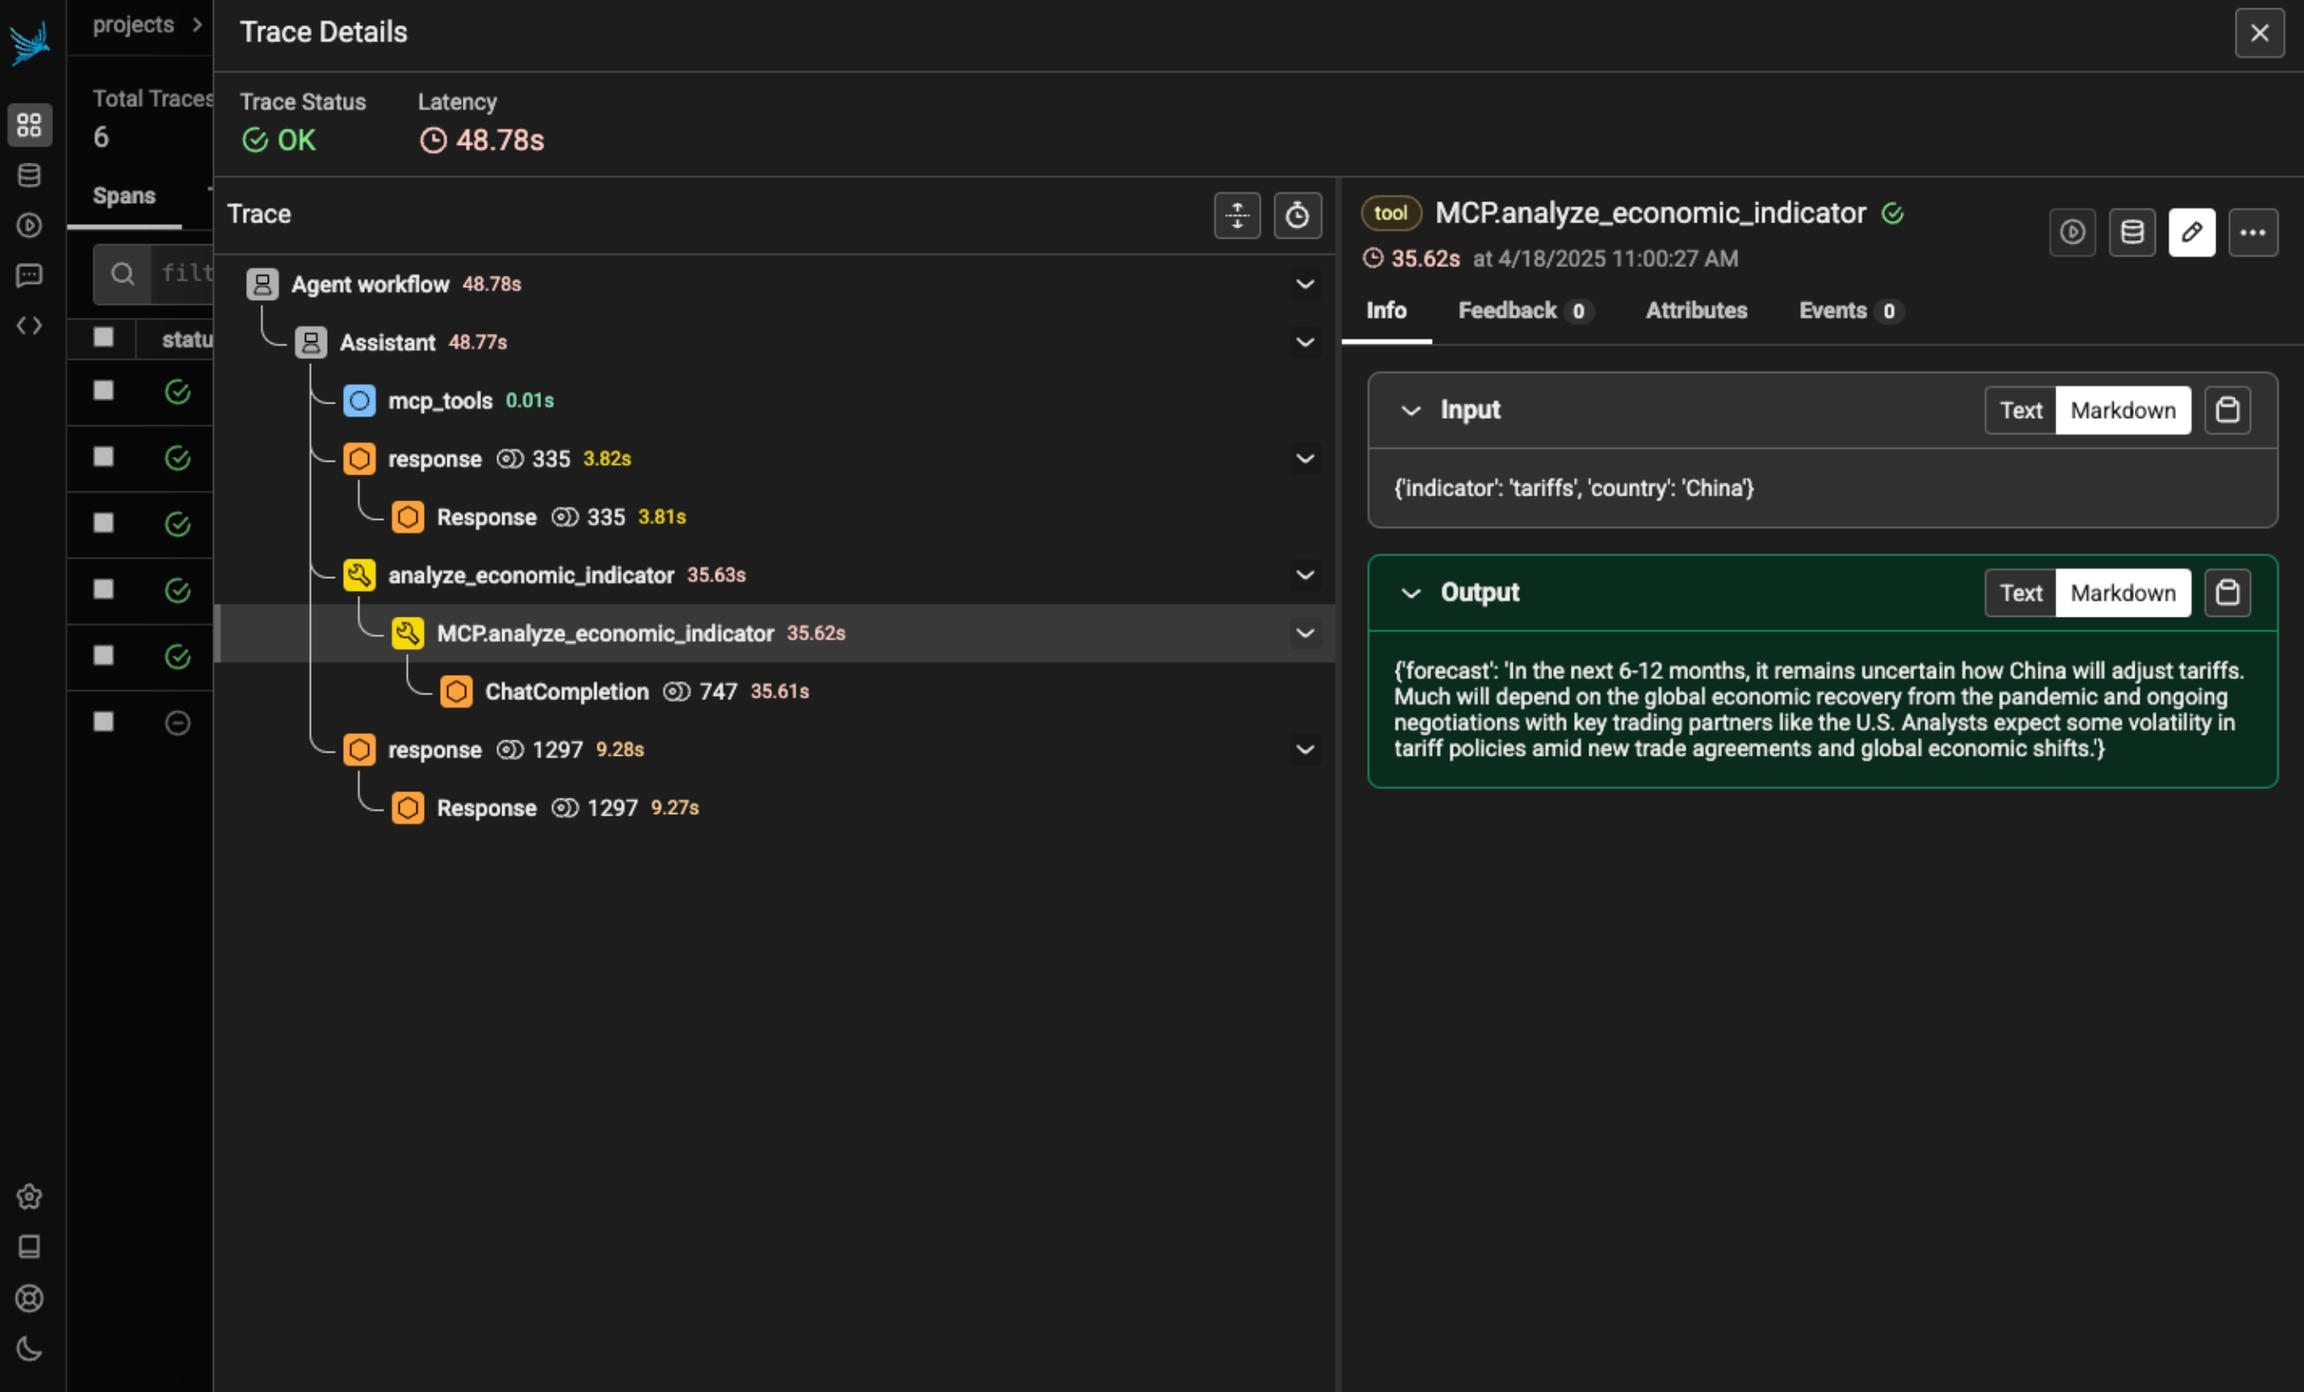 projects
Total Traces
6
Spans
filt
statu
Trace Details
Trace Status
OK
Latency
48.78s
Trace
Agent workflow 48.78s
Assistant 48.77s
mcp_tools 0.01s
response 335 3.82s
Response 335 3.81s
analyze_economic_indicator 35.63s
MCP.analyze_economic_indicator 35.62s
ChatCompletion 747 35.61s
response 1297 9.28s
Response 1297 9.27s
tool MCP.analyze_economic_indicator
35.62s at 4/18/2025 11:00:27 AM
Info Feedback 0 Attributes Events 0
Input Text Markdown
{'indicator': 'tariffs', 'country': 'China'}
Output Text Markdown
{'forecast': 'In the next 6-12 months, it remains uncertain how China will adjust tariffs.
Much will depend on the global economic recovery from the pandemic and ongoing
negotiations with key trading partners like the U.S. Analysts expect some volatility in
tariff policies amid new trade agreements and global economic shifts.'}